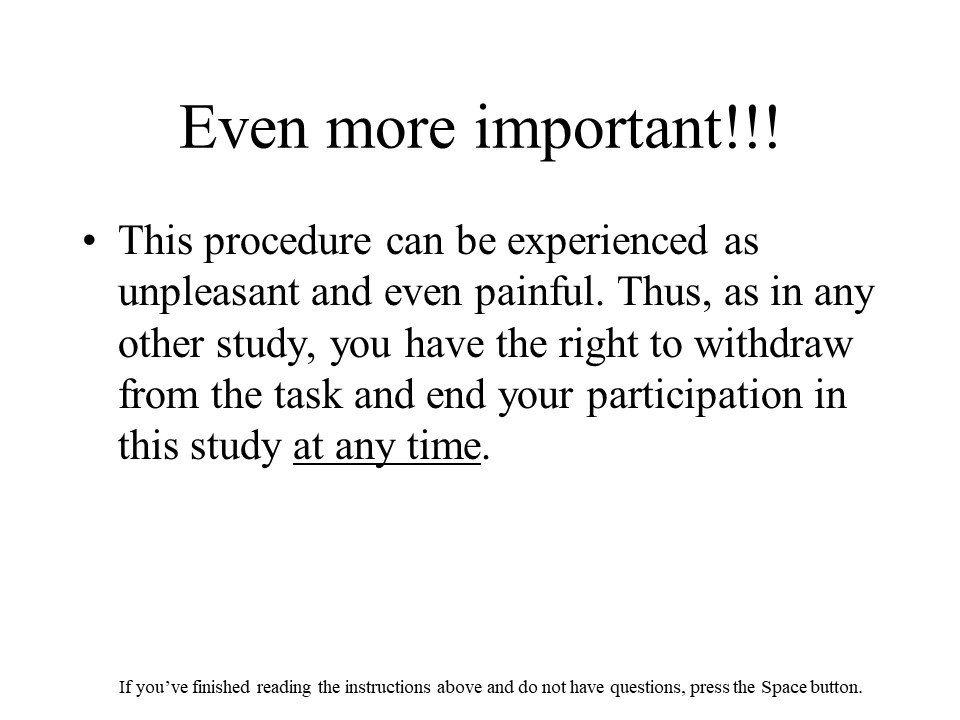 Even more important!!!
• This procedure can be experienced as
unpleasant and even painful. Thus, as in any
other study, you have the right to withdraw
from the task and end your participation in
this study at any time.
If you’ve finished reading the instructions above and do not have questions, press the Space button.